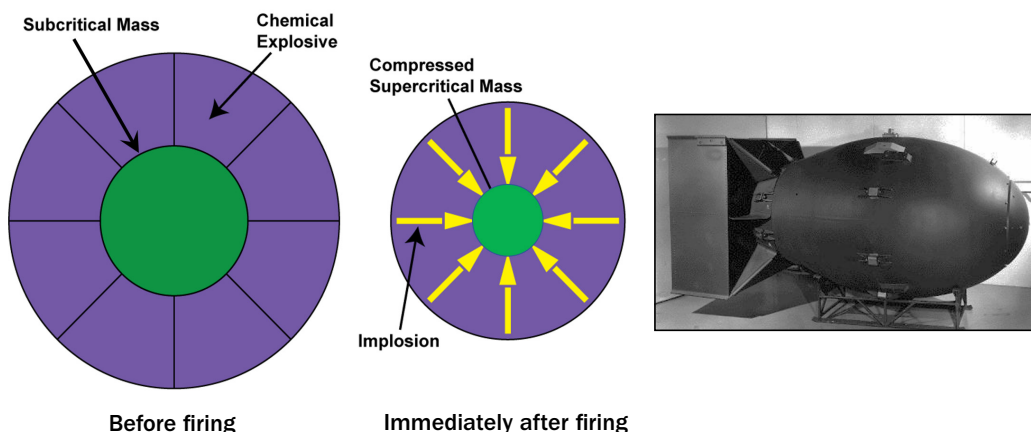 Subcritical Mass
Chemical
Explosive
Compressed
Supercritical Mass
Implosion
Before firing
Immediately after firing